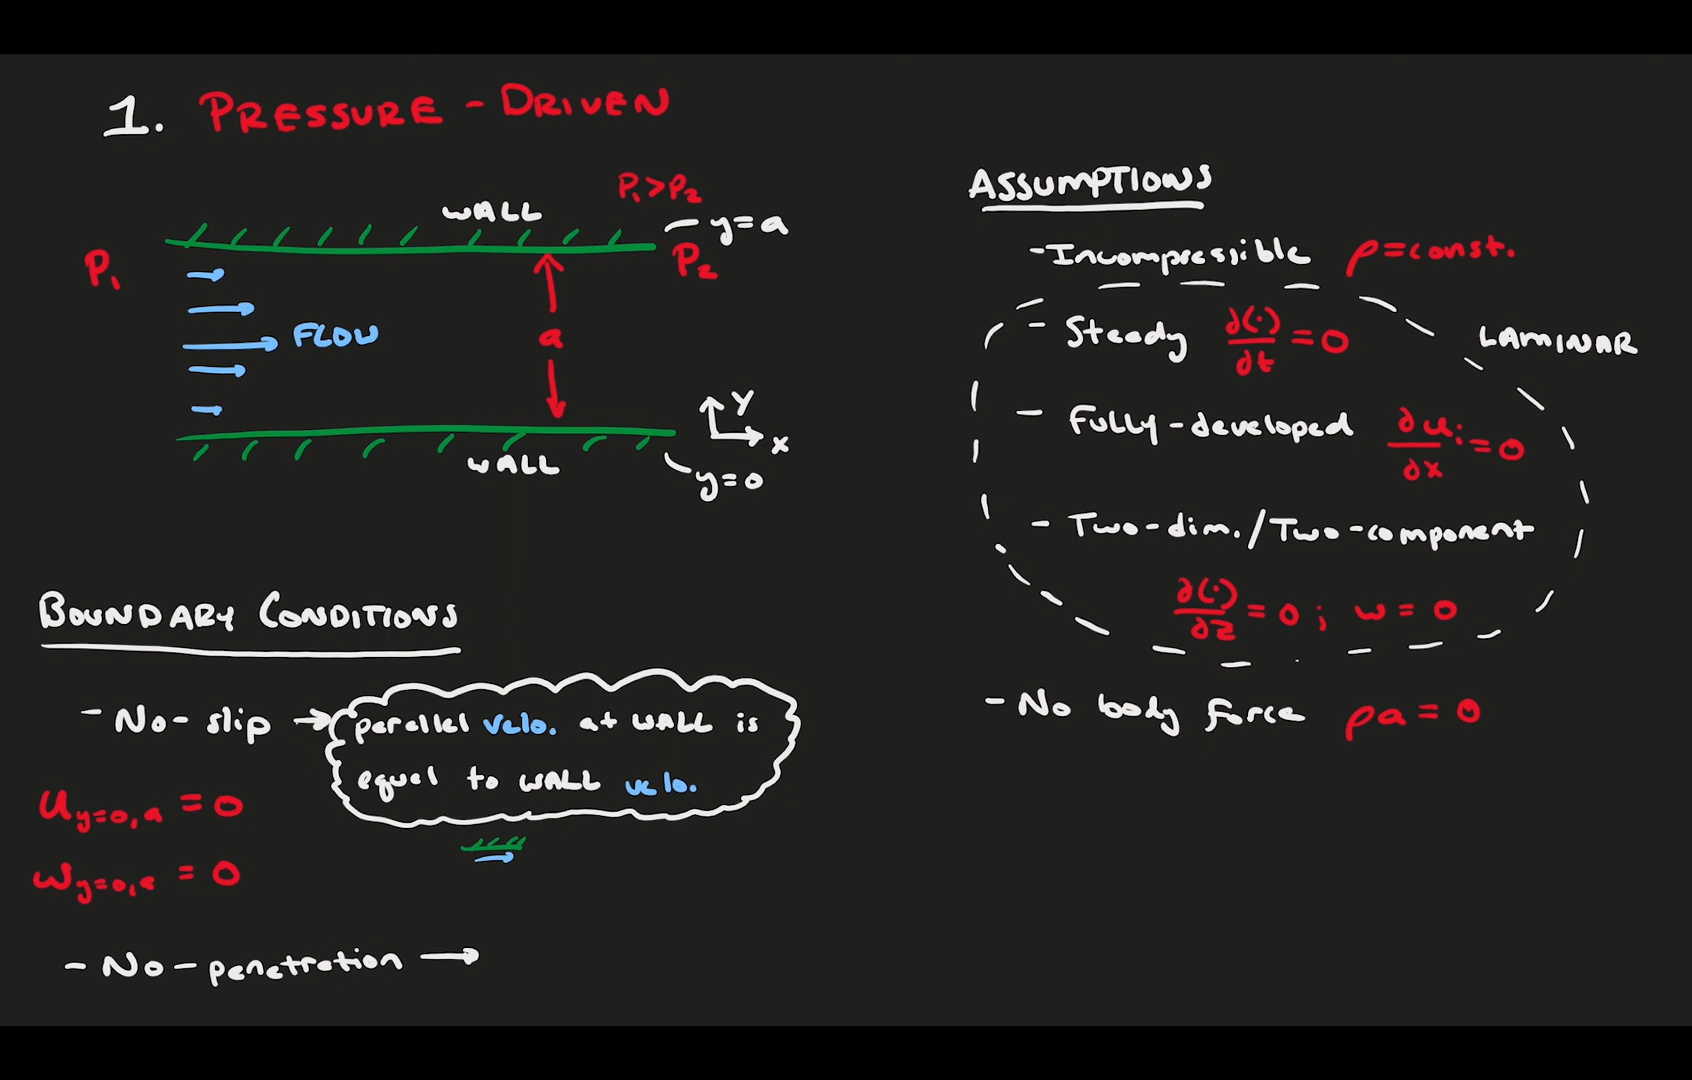 1. PRESSURE-DRIVEN
P₁>P₂
WALL
y=a
P₁
P₂
FLOW
a
Y
x
WALL
y=0
BOUNDARY CONDITIONS
- No-slip → parallel velo. at WALL is
equal to WALL velo.
u_{y=0,a} = 0
w_{y=0,a} = 0
- No-penetration →
ASSUMPTIONS
- Incompressible ρ=const.
- Steady ∂(·)/∂t = 0
LAMINAR
- Fully-developed ∂uᵢ/∂x = 0
- Two-dim./Two-component
∂(·)/∂z = 0; w = 0
- No body force ρa = 0